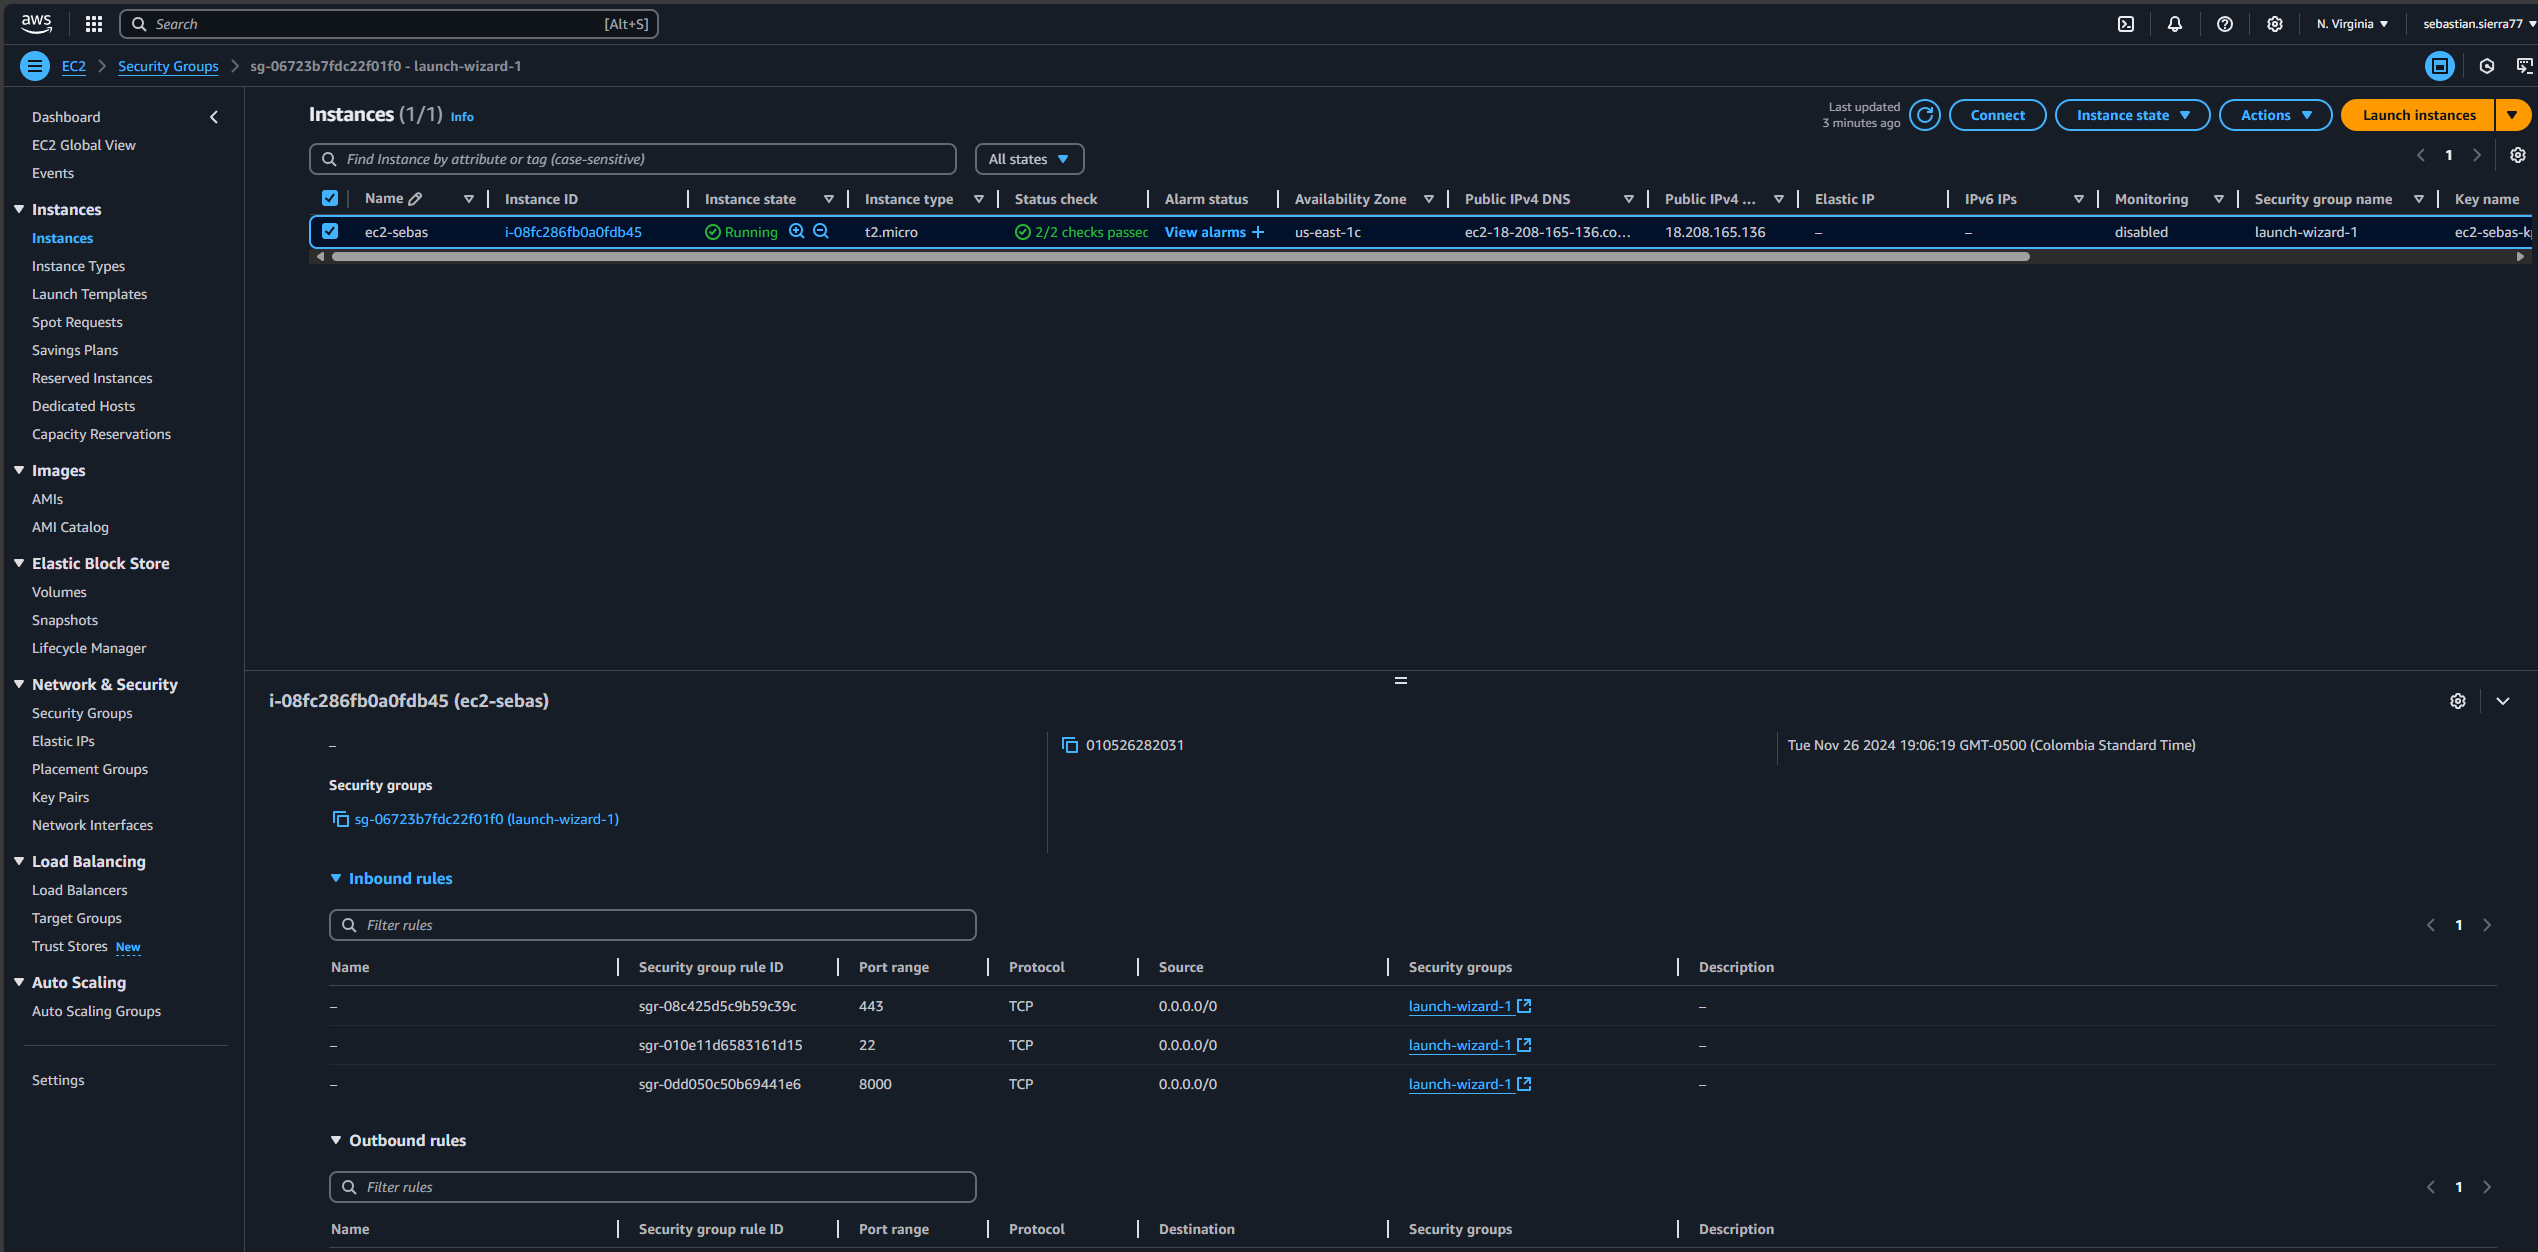 aws
Search [Alt+S]
N. Virginia
sebastian.sierra77
EC2
Security Groups
sg-06723b7fdc22f01f0 - launch-wizard-1
Dashboard
EC2 Global View
Events
Instances
Instances
Instance Types
Launch Templates
Spot Requests
Savings Plans
Reserved Instances
Dedicated Hosts
Capacity Reservations
Images
AMIs
AMI Catalog
Elastic Block Store
Volumes
Snapshots
Lifecycle Manager
Network & Security
Security Groups
Elastic IPs
Placement Groups
Key Pairs
Network Interfaces
Load Balancing
Load Balancers
Target Groups
Trust Stores New
Auto Scaling
Auto Scaling Groups
Settings
Instances (1/1) Info
Last updated
3 minutes ago
Connect
Instance state
Actions
Launch instances
Find Instance by attribute or tag (case-sensitive)
All states
1
Name Instance ID Instance state Instance type Status check Alarm status Availability Zone Public IPv4 DNS Public IPv4 ... Elastic IP IPv6 IPs Monitoring Security group name Key name
ec2-sebas i-08fc286fb0a0fdb45 Running t2.micro 2/2 checks passec View alarms + us-east-1c ec2-18-208-165-136.co... 18.208.165.136 – – disabled launch-wizard-1 ec2-sebas-k
i-08fc286fb0a0fdb45 (ec2-sebas)
–
010526282031
Tue Nov 26 2024 19:06:19 GMT-0500 (Colombia Standard Time)
Security groups
sg-06723b7fdc22f01f0 (launch-wizard-1)
Inbound rules
Filter rules
1
Name Security group rule ID Port range Protocol Source Security groups Description
– sgr-08c425d5c9b59c39c 443 TCP 0.0.0.0/0 launch-wizard-1 –
– sgr-010e11d6583161d15 22 TCP 0.0.0.0/0 launch-wizard-1 –
– sgr-0dd050c50b69441e6 8000 TCP 0.0.0.0/0 launch-wizard-1 –
Outbound rules
Filter rules
1
Name Security group rule ID Port range Protocol Destination Security groups Description